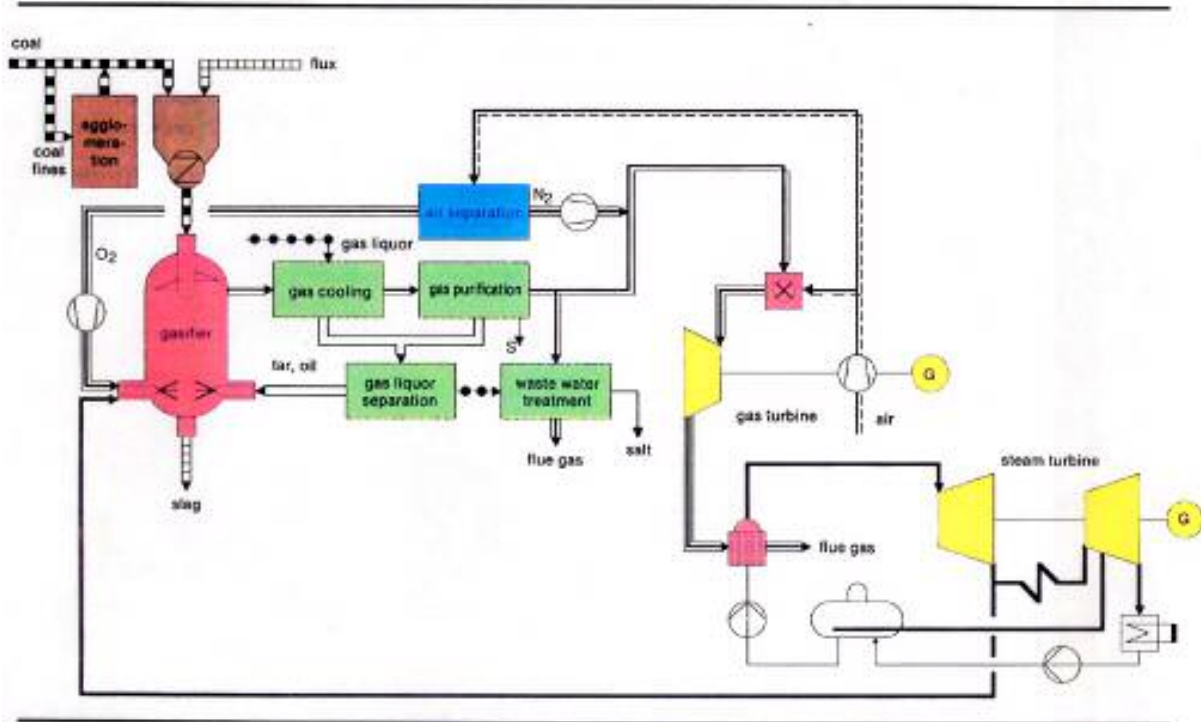 coal
flux
agglo-
mera-
tion
coal
fines
air separation
N2
O2
gas liquor
gas cooling
gas purification
gasifier
S
tar, oil
gas liquor
separation
waste water
treatment
G
gas turbine
air
flue gas
salt
steam turbine
slag
G
flue gas